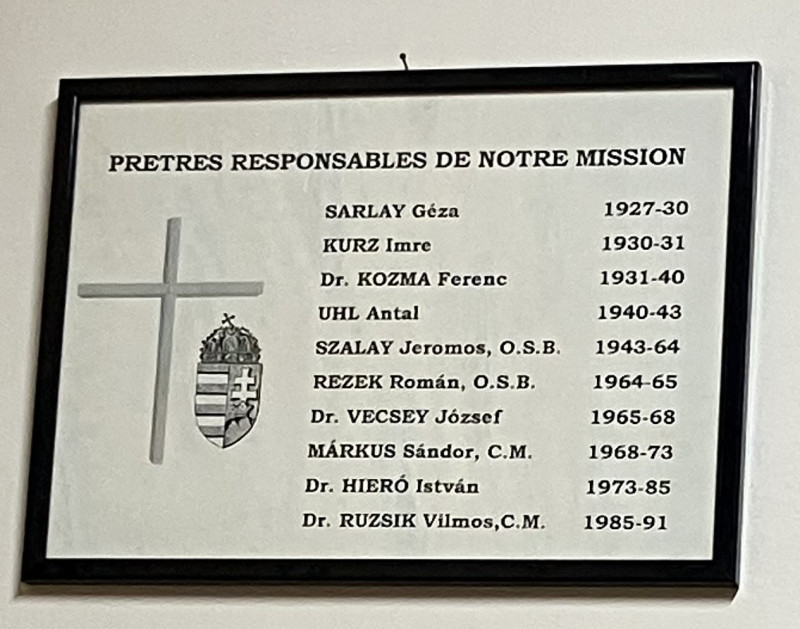 PRETRES RESPONSABLES DE NOTRE MISSION
SARLAY Géza 1927-30
KURZ Imre 1930-31
Dr. KOZMA Ferenc 1931-40
UHL Antal 1940-43
SZALAY Jeromos, O.S.B. 1943-64
REZEK Román, O.S.B. 1964-65
Dr. VECSEY József 1965-68
MÁRKUS Sándor, C.M. 1968-73
Dr. HIERÓ István 1973-85
Dr. RUZSIK Vilmos,C.M. 1985-91